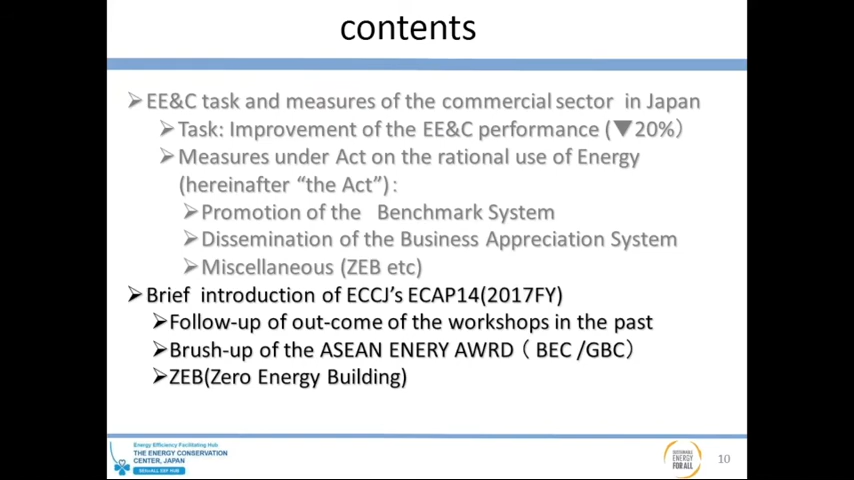 contents
➢EE&C task and measures of the commercial sector in Japan
➢Task: Improvement of the EE&C performance (▼20%）
➢Measures under Act on the rational use of Energy
(hereinafter “the Act”)：
➢Promotion of the Benchmark System
➢Dissemination of the Business Appreciation System
➢Miscellaneous (ZEB etc)
➢Brief introduction of ECCJ’s ECAP14(2017FY)
➢Follow-up of out-come of the workshops in the past
➢Brush-up of the ASEAN ENERY AWRD（ BEC /GBC）
➢ZEB(Zero Energy Building)
Energy Efficiency Facilitating Hub
THE ENERGY CONSERVATION
CENTER, JAPAN
SE4ALL EEF HUB
SUSTAINABLE
ENERGY
FOR ALL
10